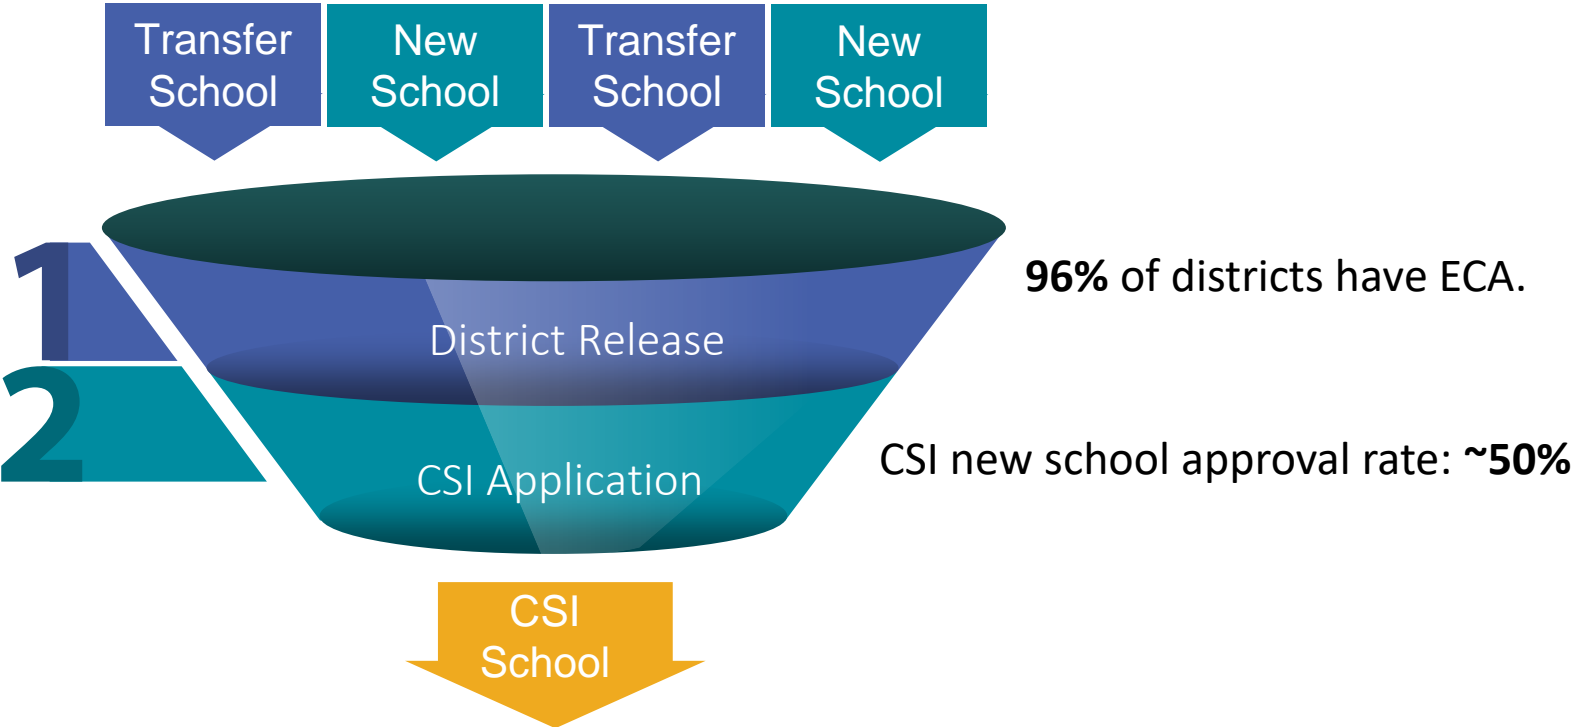 Transfer
School
New
School
Transfer
School
New
School
1
District Release
96% of districts have ECA.
2
CSI Application
CSI new school approval rate: ~50%
CSI
School